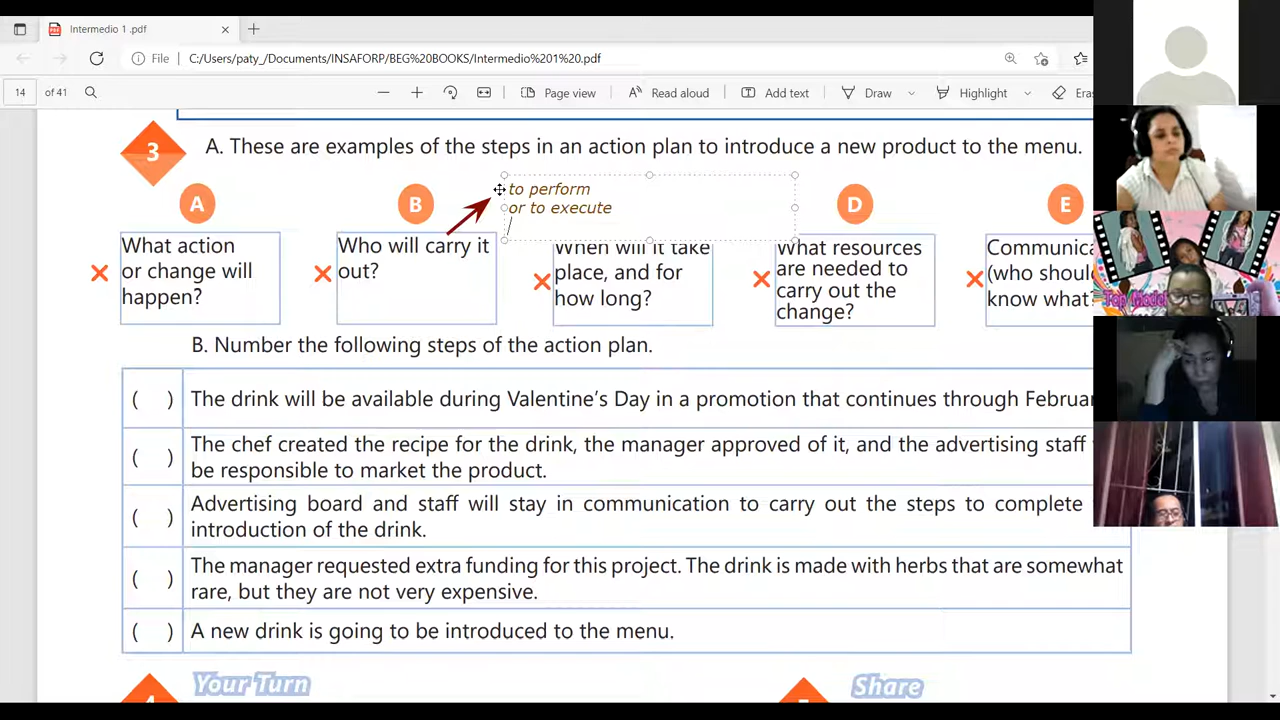 Intermedio 1 .pdf
File
C:/Users/paty_/Documents/INSAFORP/BEG%20BOOKS/Intermedio%201%20.pdf
14
of 41
Page view
Read aloud
Add text
Draw
Highlight
Eras
3
A. These are examples of the steps in an action plan to introduce a new product to the menu.
to perform
or to execute
A
B
D
E
What action
or change will
happen?
Who will carry it
out?
When will it take
place, and for
how long?
What resources
are needed to
carry out the
change?
Communica
(who shoul
know what?
B. Number the following steps of the action plan.
( ) The drink will be available during Valentine's Day in a promotion that continues through Februar
( ) The chef created the recipe for the drink, the manager approved of it, and the advertising staff
be responsible to market the product.
( ) Advertising board and staff will stay in communication to carry out the steps to complete
introduction of the drink.
( ) The manager requested extra funding for this project. The drink is made with herbs that are somewhat
rare, but they are not very expensive.
( ) A new drink is going to be introduced to the menu.
Your Turn
Share
Top Model